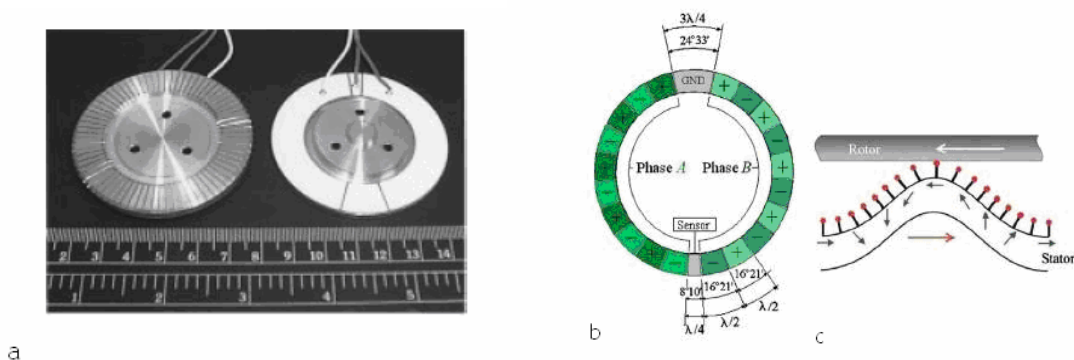 2 3 4 5 6 7 8 9 10 11 12 13 14
1 2 3 4 5
a
3λ/4
24°33'
GND
+ − + − + − + −
Phase A
Phase B
Sensor
8°10'
16°21'
16°21'
λ/4
λ/2
λ/2
b
Rotor
Stator
c